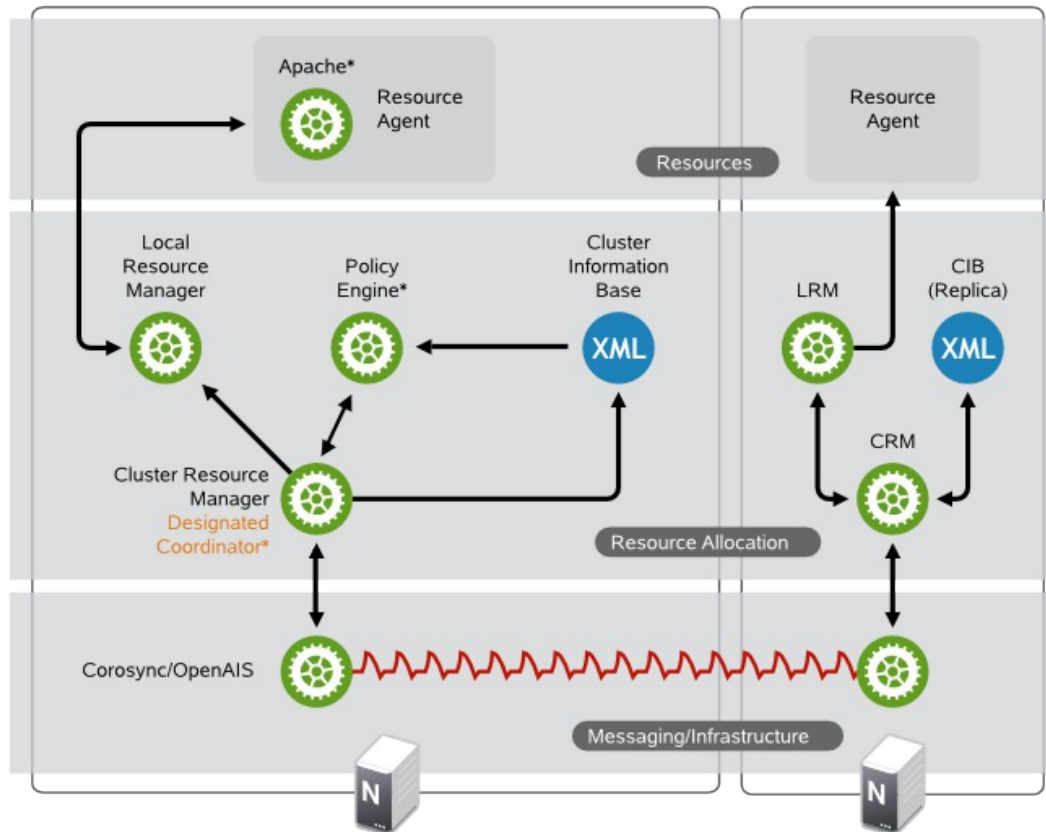 Apache*
Resource
Agent
Resource
Agent
Resources
Local
Resource
Manager
Policy
Engine*
Cluster
Information
Base
XML
LRM
CIB
(Replica)
XML
Cluster Resource
Manager
Designated
Coordinator*
CRM
Resource Allocation
Corosync/OpenAIS
Messaging/Infrastructure
N
N